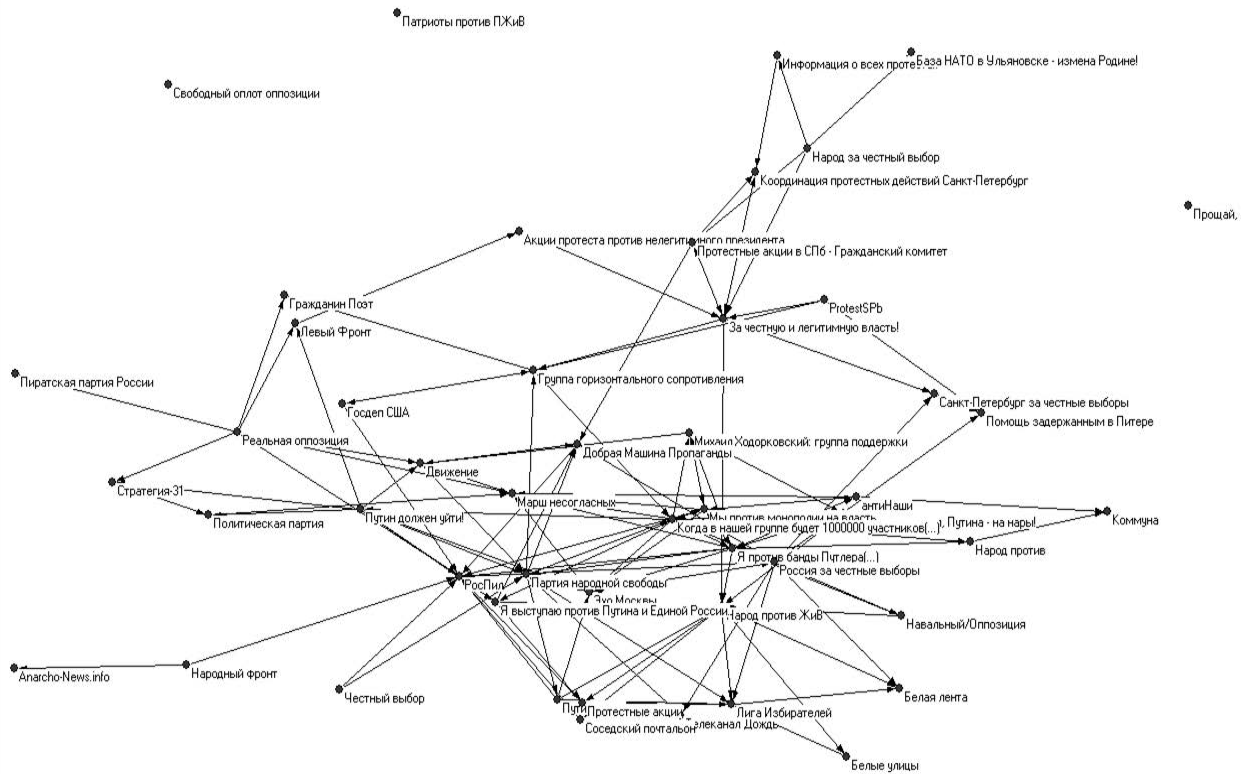 Патриоты против ПЖиВ
Информация о всех
База НАТО в Ульяновске - измена Родине!
Свободный оплот оппозиции
Народ за честный выбор
Координация протестных действий Санкт-Петербург
Прощай,
Акции протеста против нелегитимного президента
Протестные акции в СПб - Гражданский комитет
Гражданин Поэт
ProtestSPb
Левый Фронт
За честную и легитимную власть!
Пиратская партия России
Группа горизонтального сопротивления
Госдеп США
Санкт-Петербург за честные выборы
Помощь задержанным в Питере
Реальная оппозиция
Михаил Ходорковский: группа поддержки
Добрая Машина Пропаганды
Движение
Стратегия-31
Марш несогласных
антиНаши
Политическая партия
Путин должен уйти!
Мы против монополии на власть
Когда в нашей группе будет 1000000 участников(...)
, Путина - на нары!
Коммуна
Народ против
Я против банды Путлера(...)
Россия за честные выборы
РосПил
Партия народной свободы
Эхо Москвы
Я выступаю против Путина и Единой России
Народ против ЖиВ
Навальный/Оппозиция
Anarcho-News.info
Народный фронт
Честный выбор
Белая лента
Протестные акции
Лига Избирателей
Соседский почтальон
Телеканал Дождь
Белые улицы